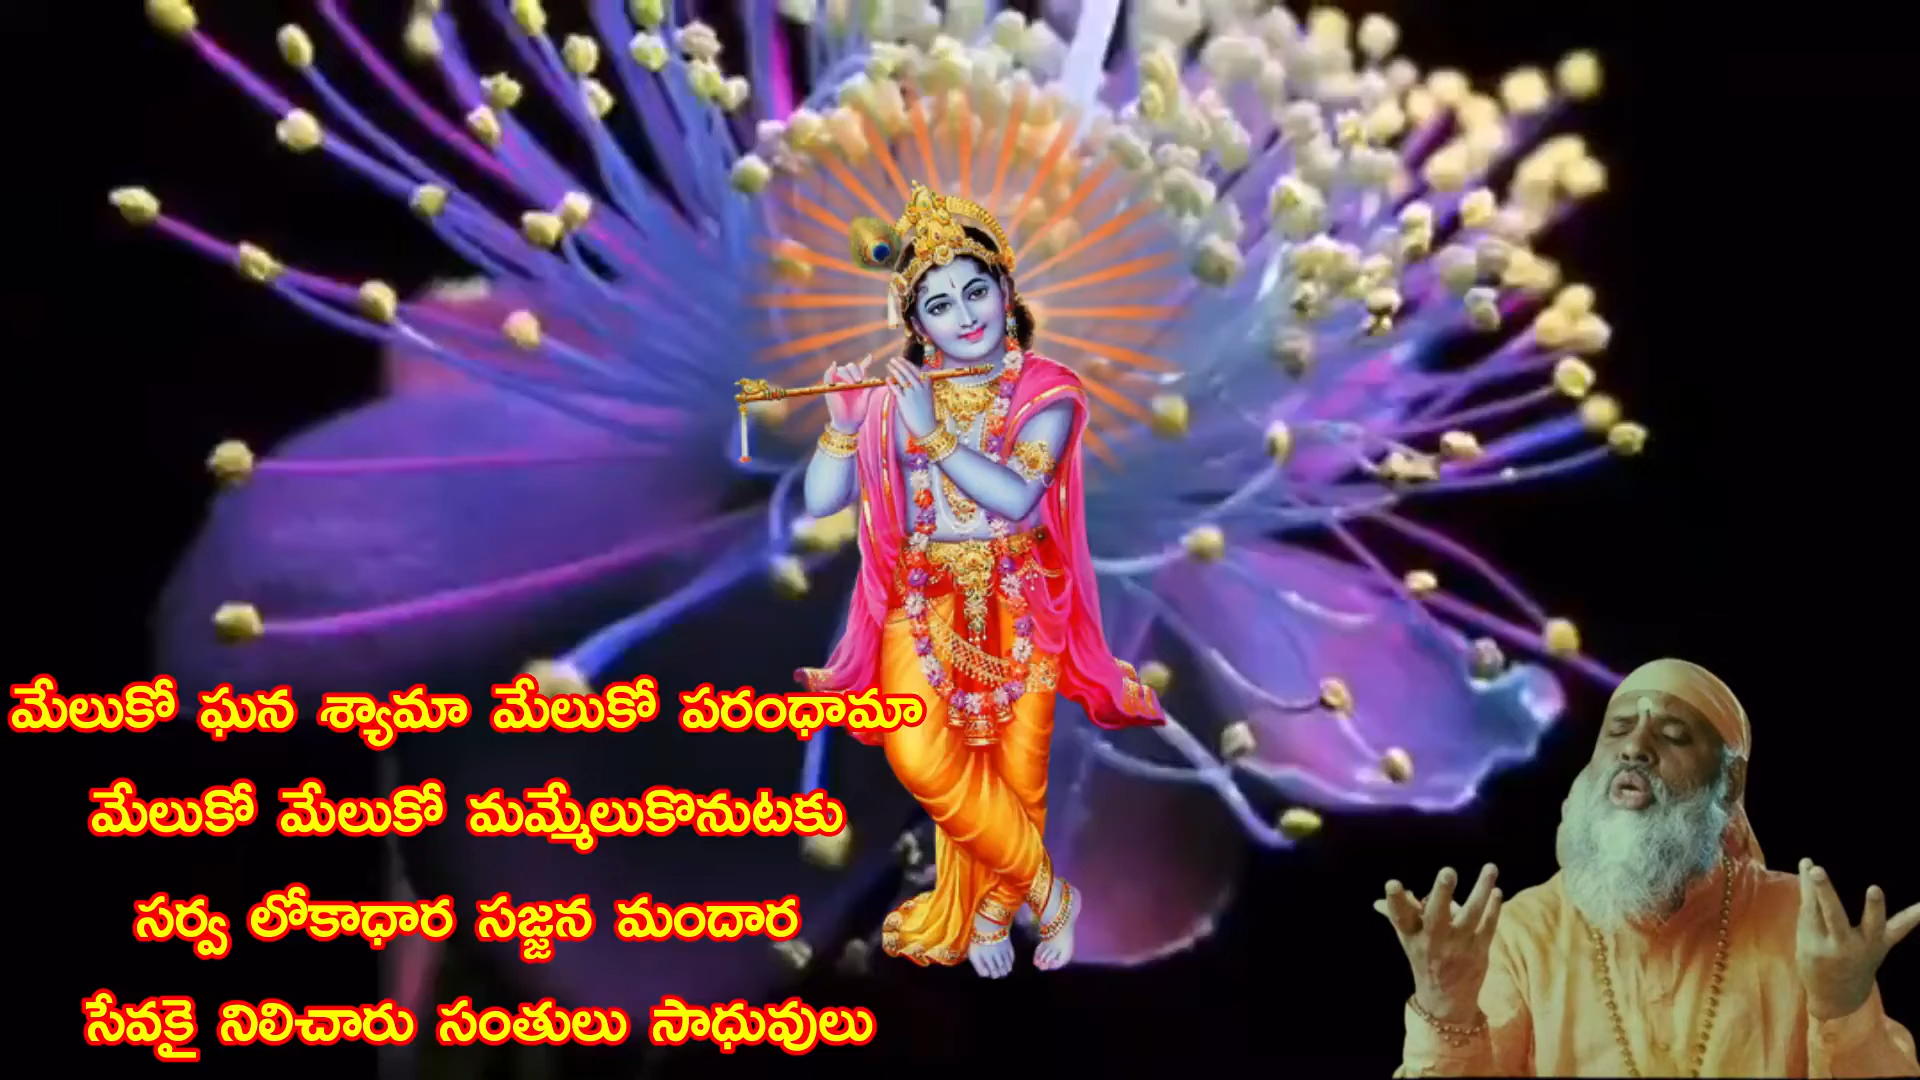 మేలుకో ఘన శ్యామా మేలుకో పరంధామా
మేలుకో మేలుకో మమ్మేలుకొనుటకు
సర్వ లోకాధార సజ్జన మందార
సేవకై నిలిచారు సంతులు సాధువులు